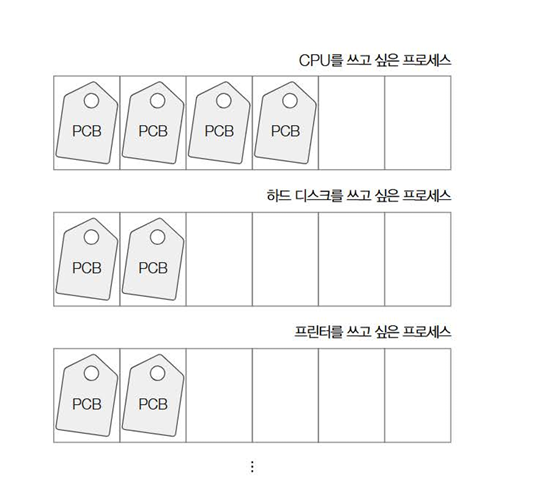 CPU를 쓰고 싶은 프로세스
PCB PCB PCB PCB
하드 디스크를 쓰고 싶은 프로세스
PCB PCB
프린터를 쓰고 싶은 프로세스
PCB PCB
⋮